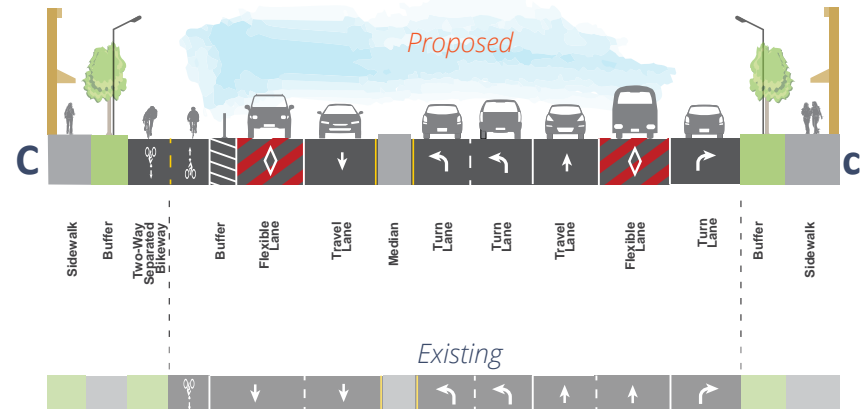 Proposed
C
c
Sidewalk
Buffer
Two-Way
Separated
Bikeway
Buffer
Flexible
Lane
Travel
Lane
Median
Turn
Lane
Turn
Lane
Travel
Lane
Flexible
Lane
Turn
Lane
Buffer
Sidewalk
Existing